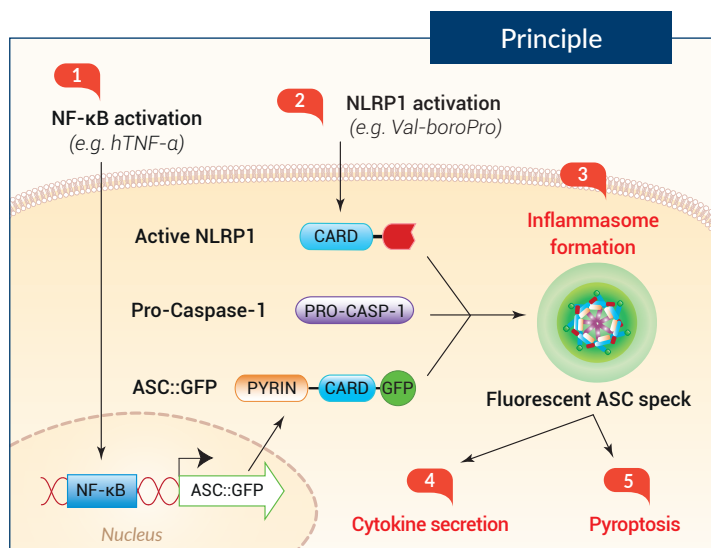 Principle
1
NF-κB activation
(e.g. hTNF-α)
2
NLRP1 activation
(e.g. Val-boroPro)
3
Inflammasome
formation
Active NLRP1
CARD
Pro-Caspase-1
PRO-CASP-1
ASC::GFP
PYRIN
CARD
GFP
Fluorescent ASC speck
NF-κB
ASC::GFP
Nucleus
4
Cytokine secretion
5
Pyroptosis